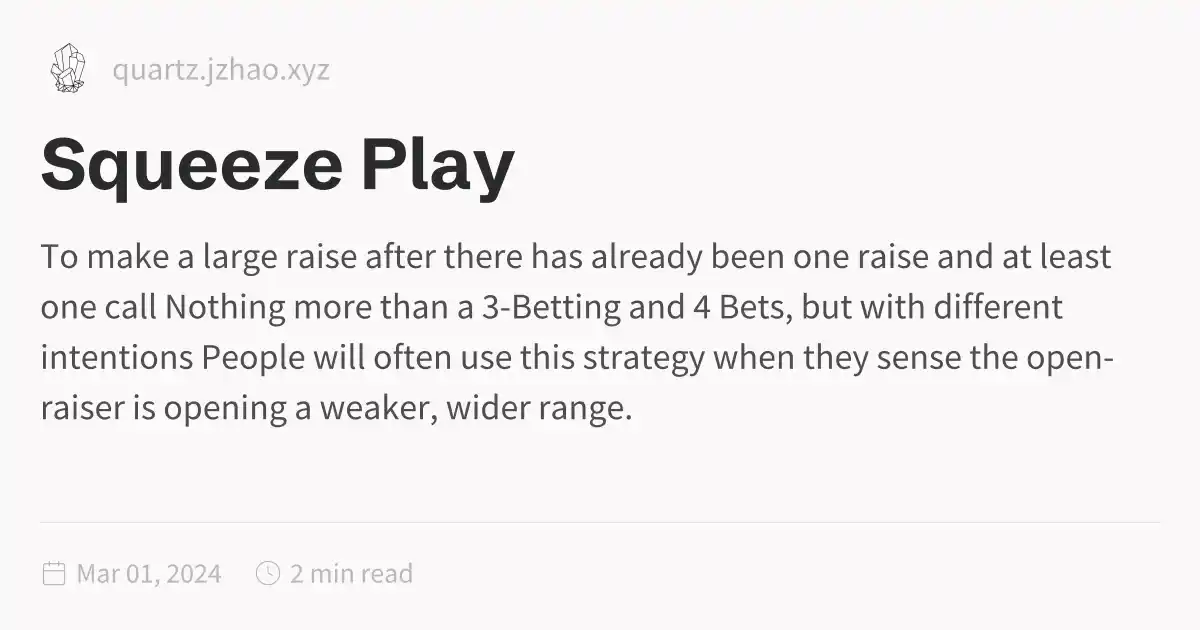 quartz.jzhao.xyz
Squeeze Play
To make a large raise after there has already been one raise and at least
one call Nothing more than a 3-Betting and 4 Bets, but with different
intentions People will often use this strategy when they sense the open-
raiser is opening a weaker, wider range.
Mar 01, 2024 2 min read